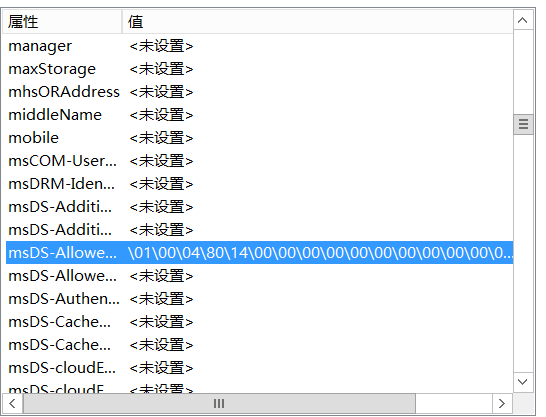 属性 值
manager <未设置>
maxStorage <未设置>
mhsORAddress <未设置>
middleName <未设置>
mobile <未设置>
msCOM-User... <未设置>
msDRM-Iden... <未设置>
msDS-Additi... <未设置>
msDS-Additi... <未设置>
msDS-Allowe... \01\00\04\80\14\00\00\00\00\00\00\00\00\00\00\0...
msDS-Allowe... <未设置>
msDS-Authen... <未设置>
msDS-Cache... <未设置>
msDS-Cache... <未设置>
msDS-cloudE... <未设置>
msDS-cloudE... <未设置>